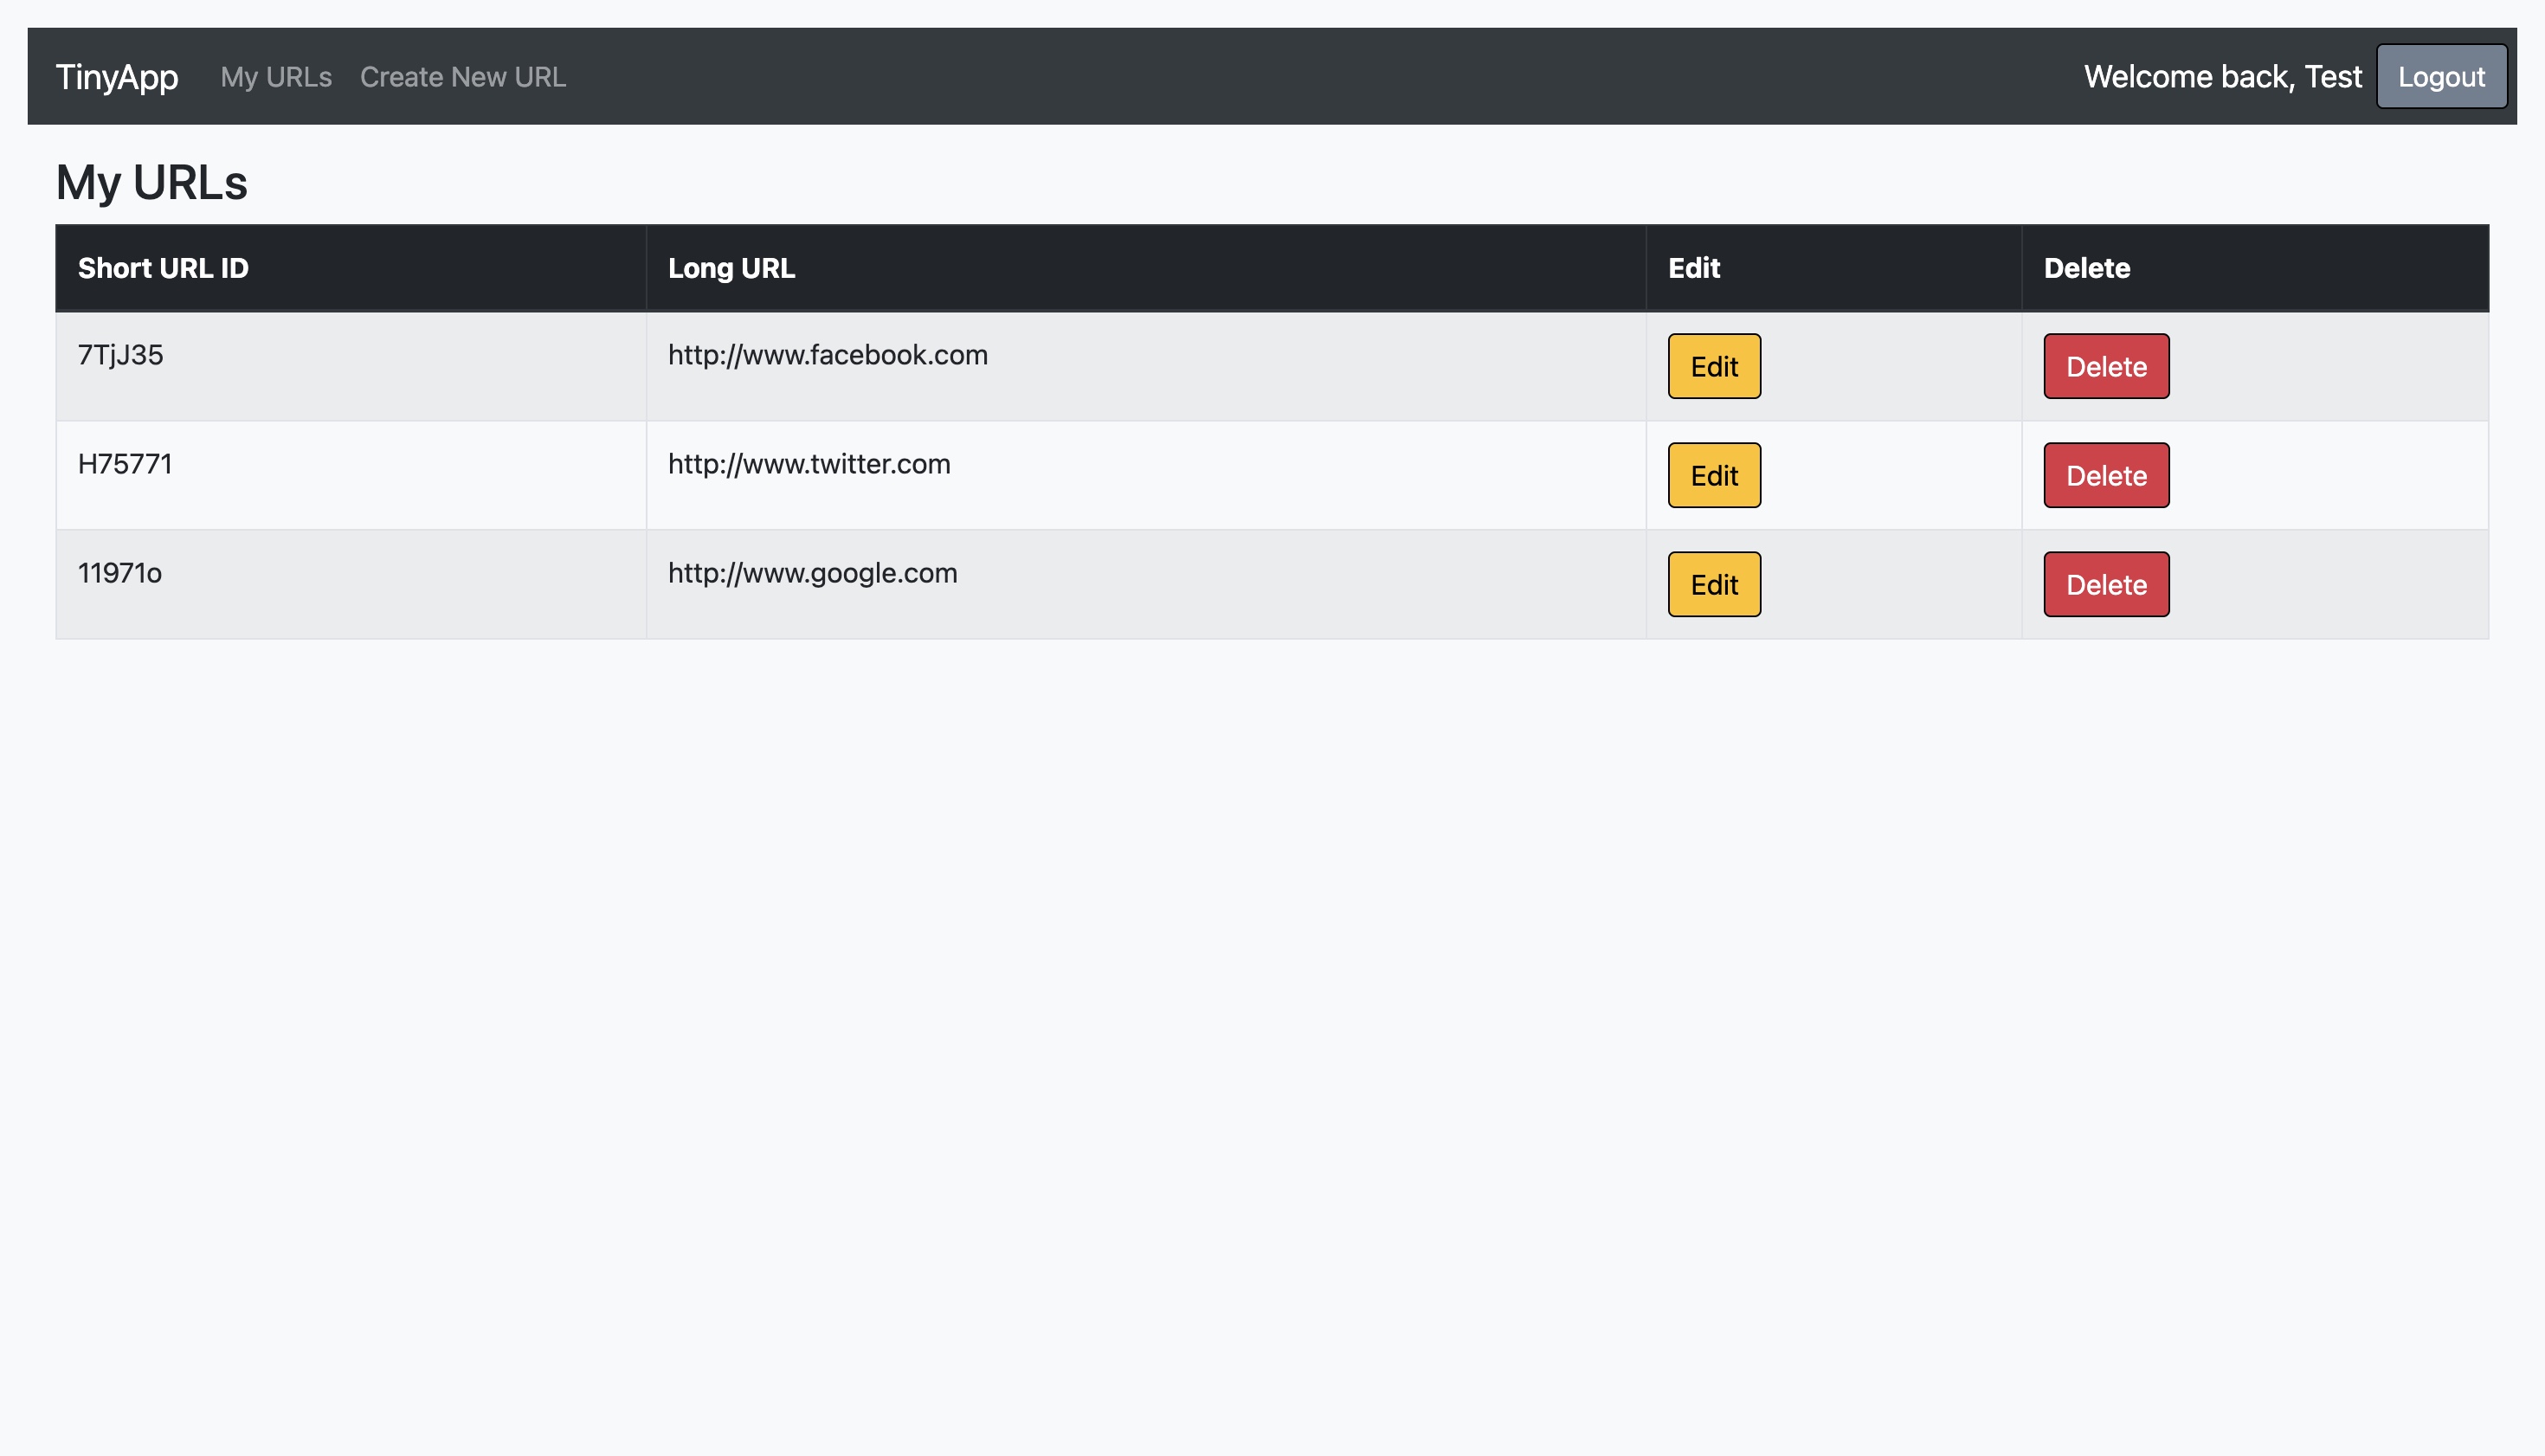 TinyApp My URLs Create New URL Welcome back, Test Logout
My URLs
Short URL ID Long URL Edit Delete
7TjJ35 http://www.facebook.com Edit Delete
H75771 http://www.twitter.com Edit Delete
11971o http://www.google.com Edit Delete